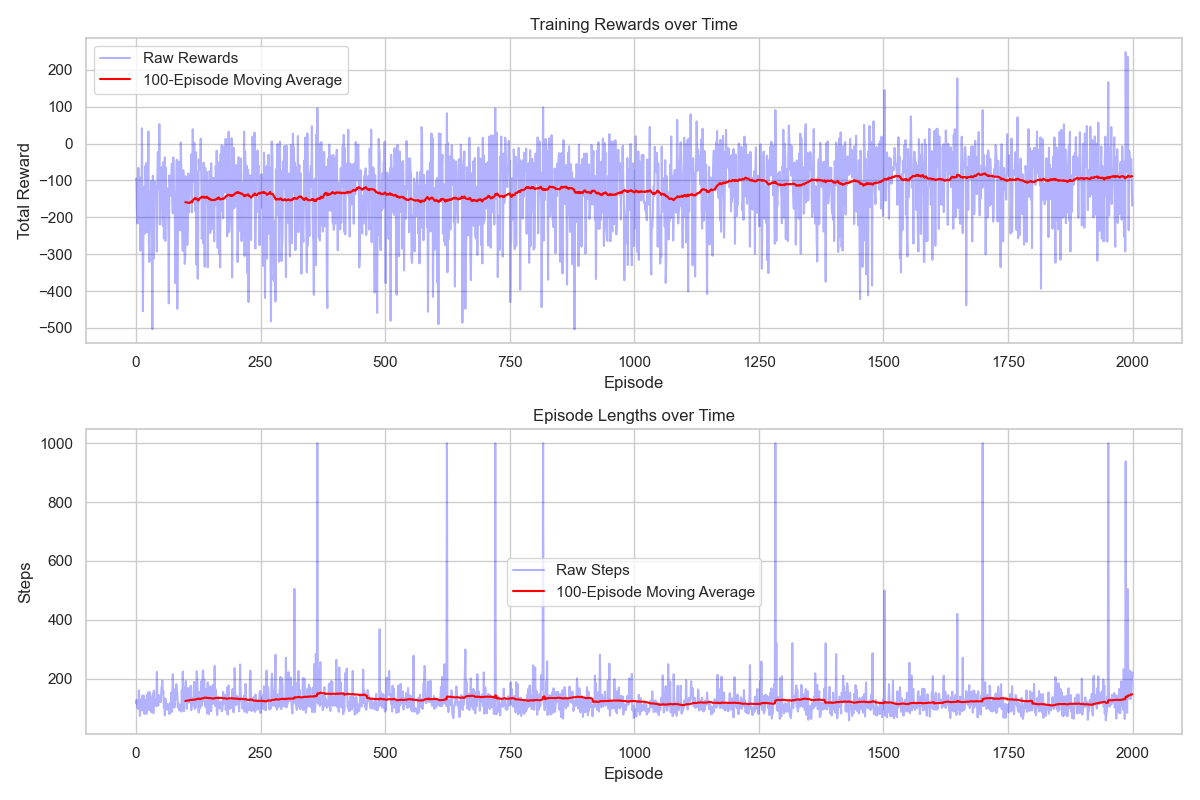 Training Rewards over Time
Raw Rewards
100-Episode Moving Average
Total Reward
200
100
0
−100
−200
−300
−400
−500
0 250 500 750 1000 1250 1500 1750 2000
Episode
Episode Lengths over Time
Raw Steps
100-Episode Moving Average
Steps
1000
800
600
400
200
0 250 500 750 1000 1250 1500 1750 2000
Episode